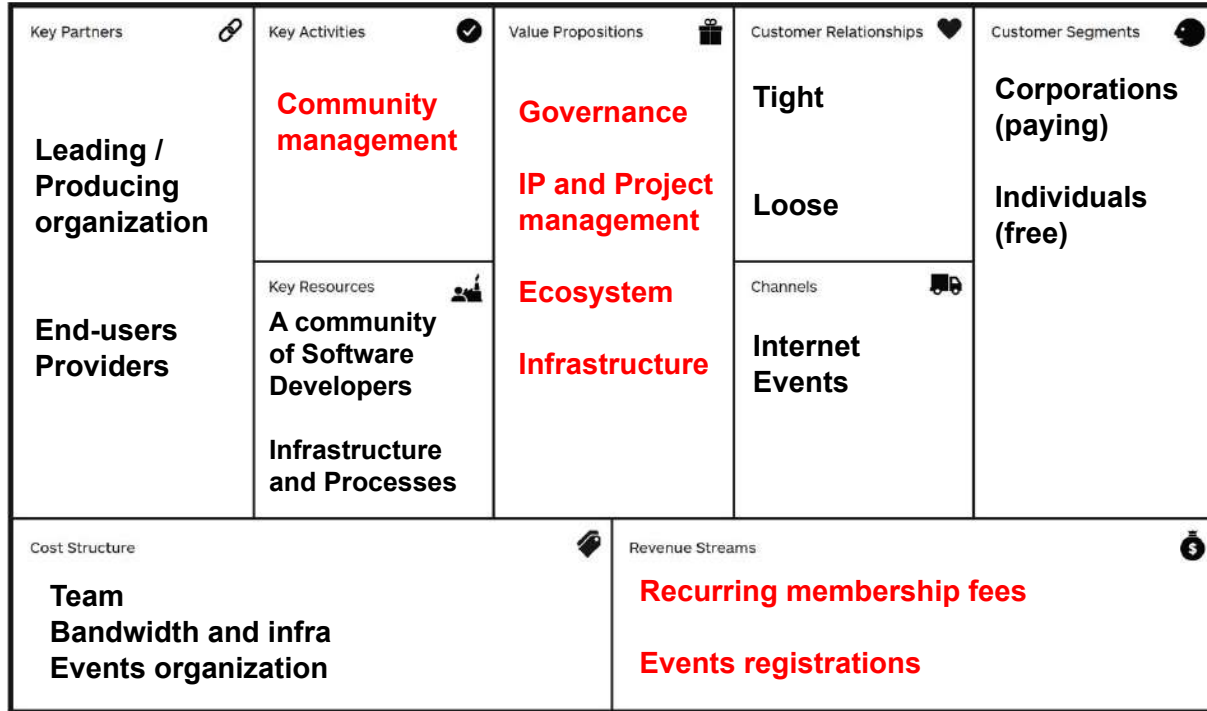 Key Partners
Leading /
Producing
organization
End-users
Providers
Key Activities
Community
management
Key Resources
A community
of Software
Developers
Infrastructure
and Processes
Value Propositions
Governance
IP and Project
management
Ecosystem
Infrastructure
Customer Relationships
Tight
Loose
Channels
Internet
Events
Customer Segments
Corporations
(paying)
Individuals
(free)
Cost Structure
Team
Bandwidth and infra
Events organization
Revenue Streams
$
Recurring membership fees
Events registrations